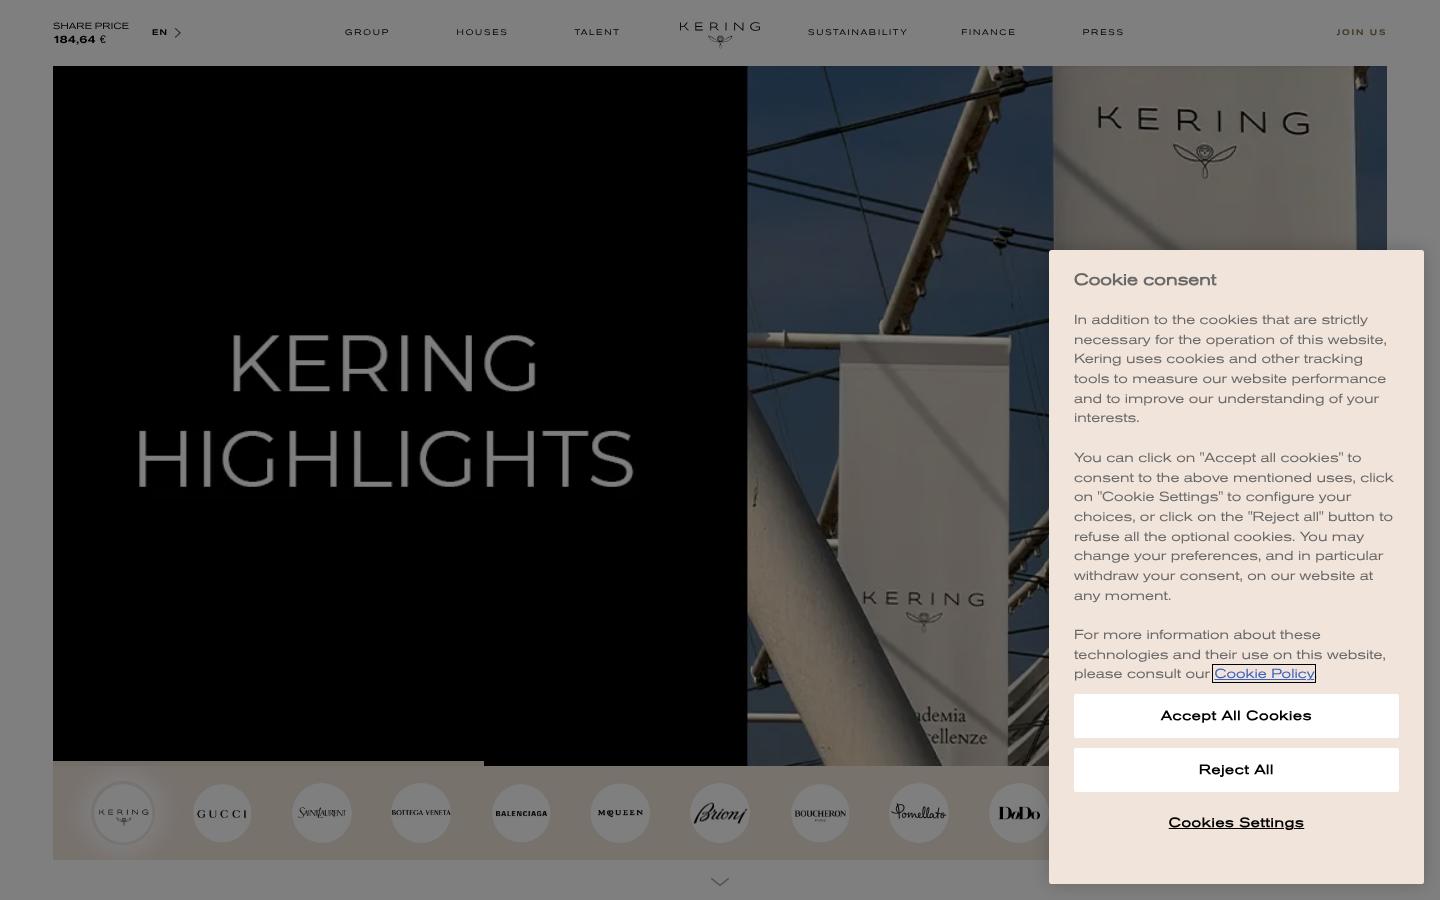 SHARE PRICE
184,64 €
EN
GROUP
HOUSES
TALENT
KERING
SUSTAINABILITY
FINANCE
PRESS
JOIN US
KERING
KERING
HIGHLIGHTS
KERING
Cookie consent
In addition to the cookies that are strictly
necessary for the operation of this website,
Kering uses cookies and other tracking
tools to measure our website performance
and to improve our understanding of your
interests.
You can click on "Accept all cookies" to
consent to the above mentioned uses, click
on "Cookie Settings" to configure your
choices, or click on the "Reject all" button to
refuse all the optional cookies. You may
change your preferences, and in particular
withdraw your consent, on our website at
any moment.
For more information about these
technologies and their use on this website,
please consult our Cookie Policy
Accept All Cookies
Reject All
Cookies Settings
KERING
GUCCI
SAINT LAURENT
BOTTEGA VENETA
BALENCIAGA
McQUEEN
Brioni
BOUCHERON
Pomellato
DoDo